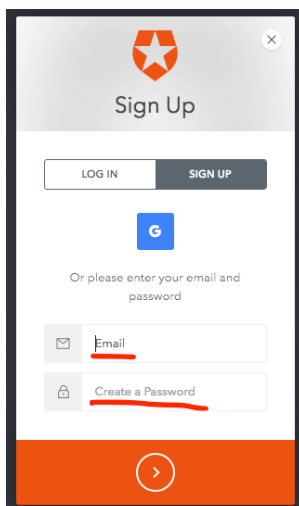 Sign Up
LOG IN
SIGN UP
G
Or please enter your email and
password
Email
Create a Password